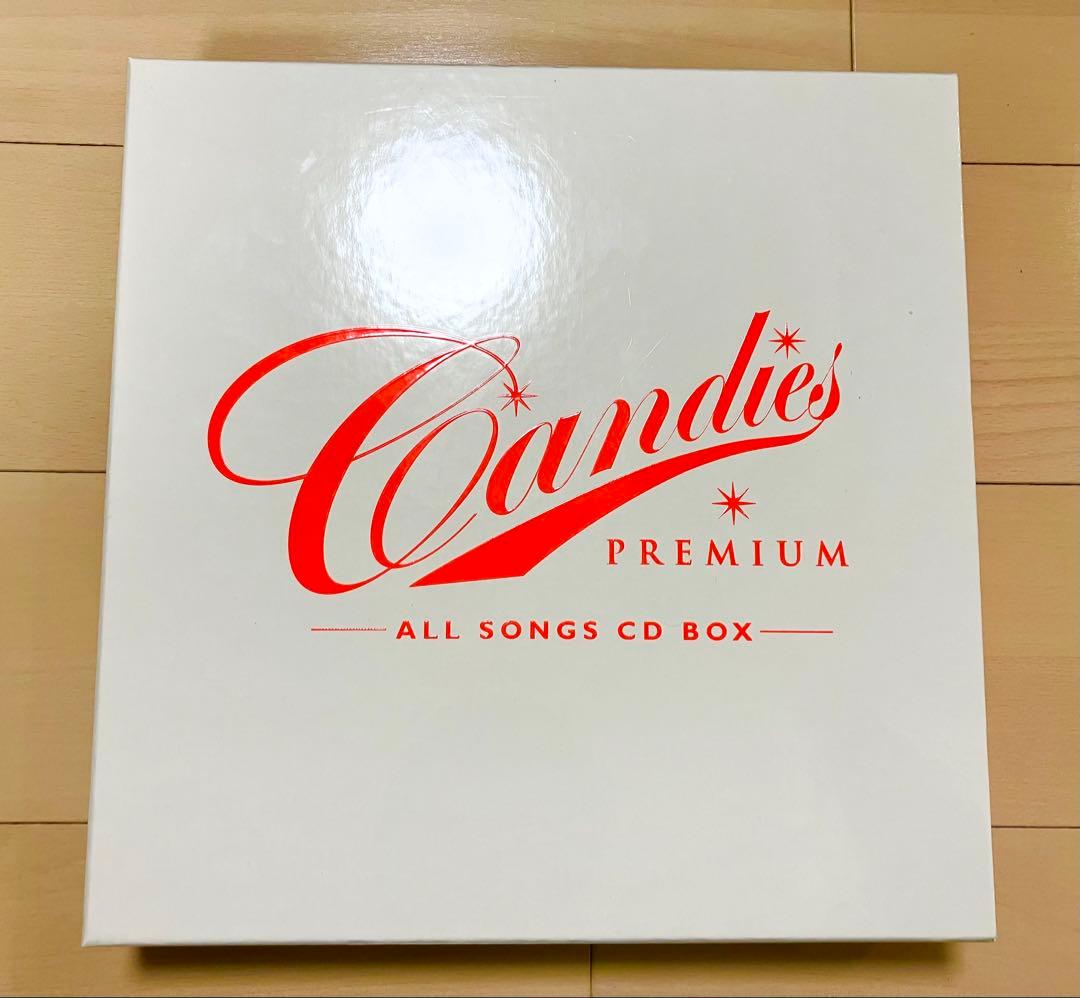 Candies
PREMIUM
ALL SONGS CD BOX